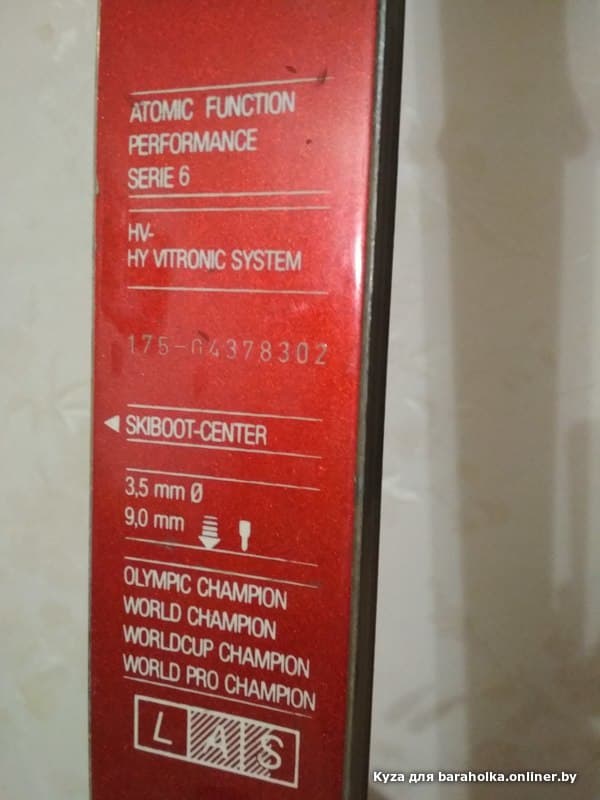 ATOMIC FUNCTION
PERFORMANCE
SERIE 6
HV-
HY VITRONIC SYSTEM
175-04378302
SKIBOOT-CENTER
3,5 mm Ø
9,0 mm
OLYMPIC CHAMPION
WORLD CHAMPION
WORLDCUP CHAMPION
WORLD PRO CHAMPION
L A S
Куza для baraholka.onliner.by